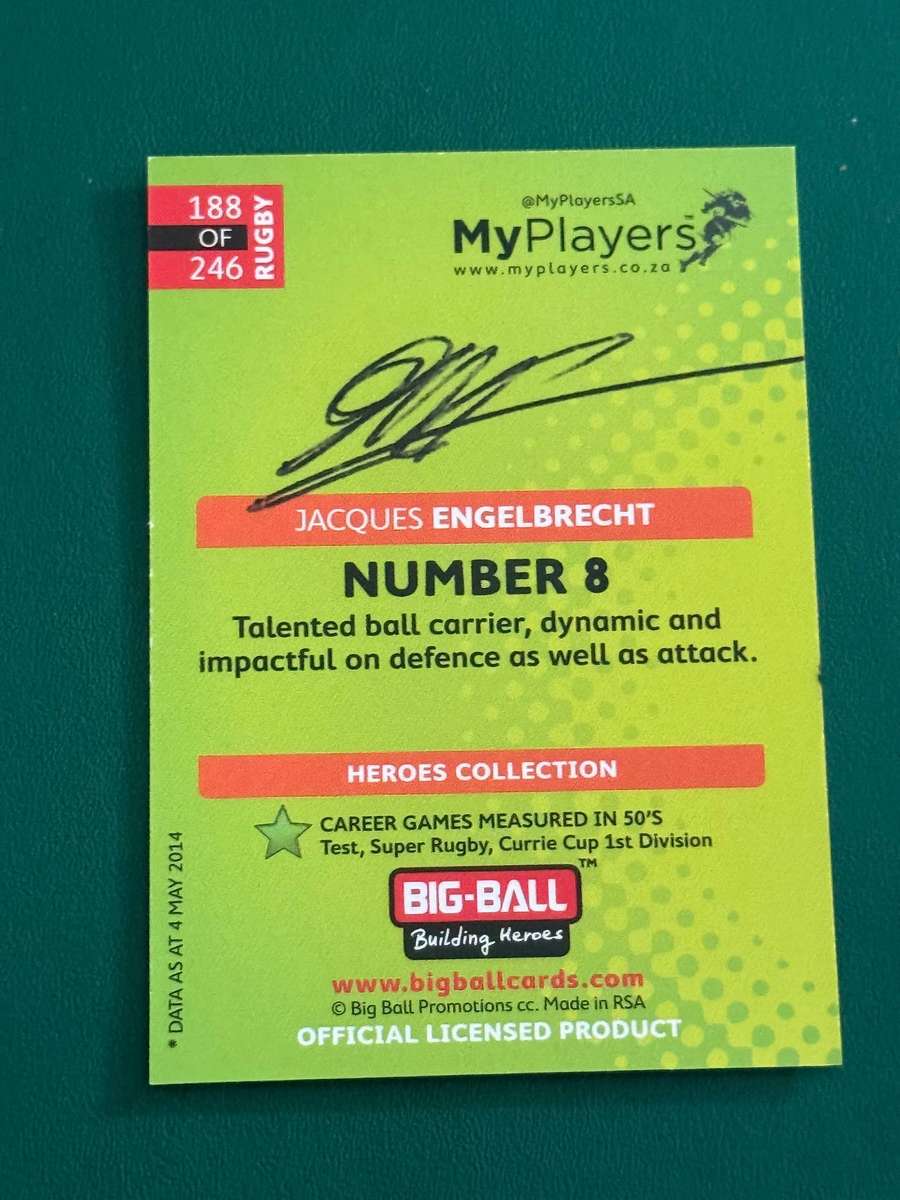 188
OF
246
RUGBY
@MyPlayersSA
MyPlayers™
www.myplayers.co.za
JACQUES ENGELBRECHT
NUMBER 8
Talented ball carrier, dynamic and
impactful on defence as well as attack.
HEROES COLLECTION
CAREER GAMES MEASURED IN 50'S
Test, Super Rugby, Currie Cup 1st Division
BIG-BALL™
Building Heroes
www.bigballcards.com
© Big Ball Promotions cc. Made in RSA
OFFICIAL LICENSED PRODUCT
* DATA AS AT 4 MAY 2014